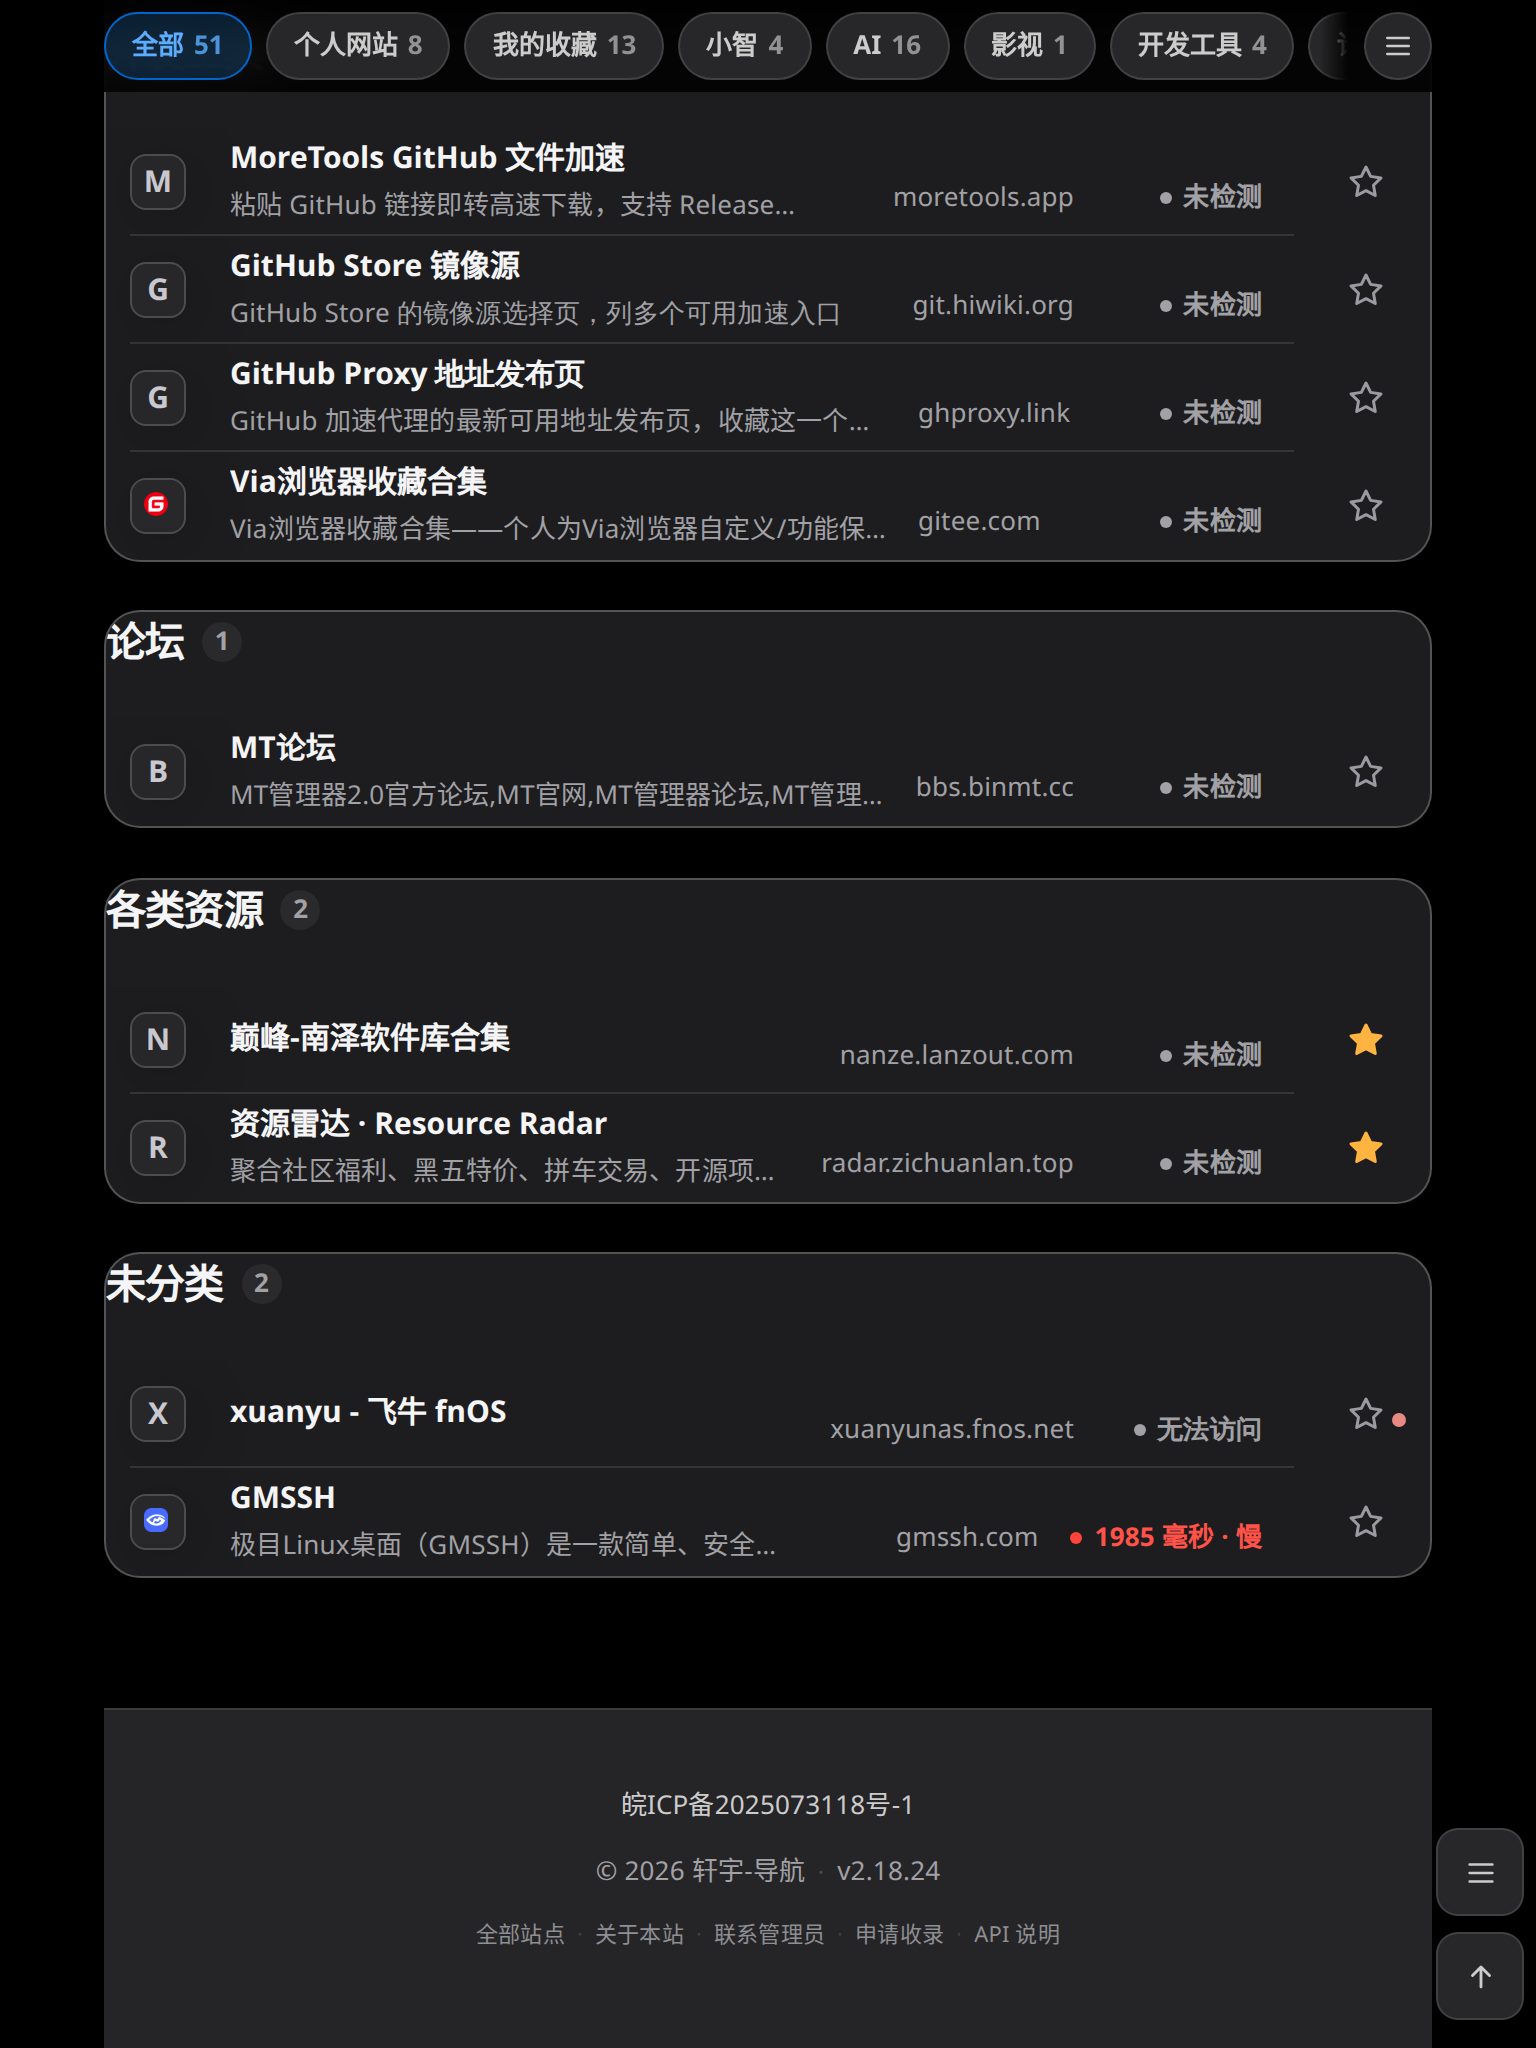 全部 51 个人网站 8 我的收藏 13 小智 4 AI 16 影视 1 开发工具 4
M MoreTools GitHub 文件加速
粘贴 GitHub 链接即转高速下载，支持 Release... moretools.app 未检测
G GitHub Store 镜像源
GitHub Store 的镜像源选择页，列多个可用加速入口 git.hiwiki.org 未检测
G GitHub Proxy 地址发布页
GitHub 加速代理的最新可用地址发布页，收藏这一个... ghproxy.link 未检测
Via浏览器收藏合集
Via浏览器收藏合集——个人为Via浏览器自定义/功能保... gitee.com 未检测
论坛 1
B MT论坛
MT管理器2.0官方论坛,MT官网,MT管理器论坛,MT管理... bbs.binmt.cc 未检测
各类资源 2
N 巅峰-南泽软件库合集 nanze.lanzout.com 未检测
R 资源雷达 · Resource Radar
聚合社区福利、黑五特价、拼车交易、开源项... radar.zichuanlan.top 未检测
未分类 2
X xuanyu - 飞牛 fnOS xuanyunas.fnos.net 无法访问
GMSSH
极目Linux桌面（GMSSH）是一款简单、安全... gmssh.com 1985 毫秒 · 慢
皖ICP备2025073118号-1
© 2026 轩宇-导航 · v2.18.24
全部站点 · 关于本站 · 联系管理员 · 申请收录 · API 说明